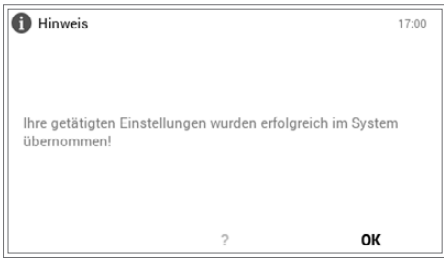 Hinweis 17:00
Ihre getätigten Einstellungen wurden erfolgreich im System
übernommen!
? OK